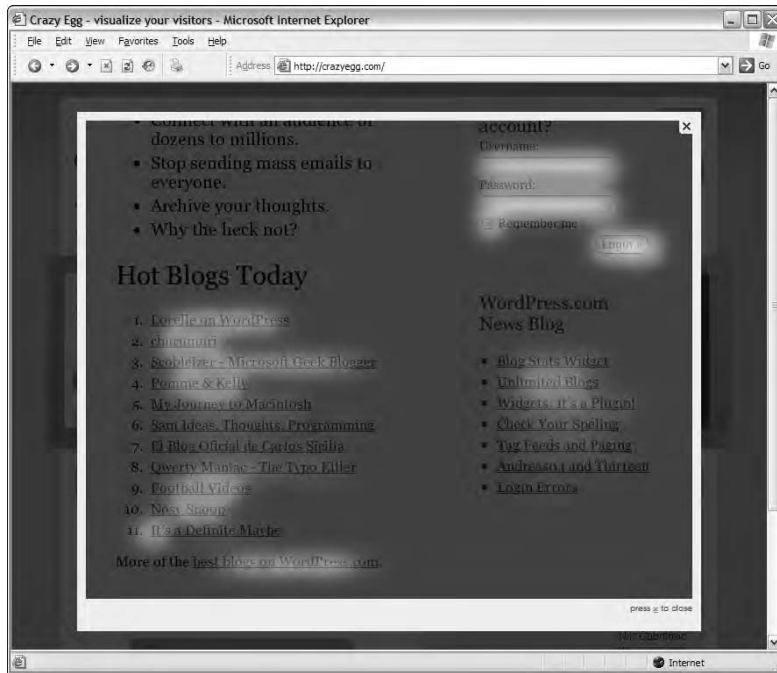 Crazy Egg - visualize your visitors - Microsoft Internet Explorer
File Edit View Favorites Tools Help
Address http://crazyegg.com/ Go
Connect with an audience of
dozens to millions.
• Stop sending mass emails to
everyone.
• Archive your thoughts.
• Why the heck not?
Hot Blogs Today
1. Lorelle on WordPress
2. chucumuri
3. Scobleizer - Microsoft Geek Blogger
4. Pomme & Kelly
5. My Journey to Macintosh
6. Sam Ideas, Thoughts, Programming
7. El Blog Oficial de Carlos Sicilia
8. Qwerty Maniac - The Typo Killer
9. Football Videos
10. Nosy Snoop
11. It's a Definite Maybe
More of the best blogs on WordPress.com.
account?
Username:
Password:
Remember me
WordPress.com
News Blog
▪ Blog Stats Widget
▪ Unlimited Blogs
▪ Widgets: it's a Plugin!
▪ Check Your Speling
▪ Tag Feeds and Paging
▪ Andreas04 and Thirteen
▪ Login Errors
press x to close
Internet